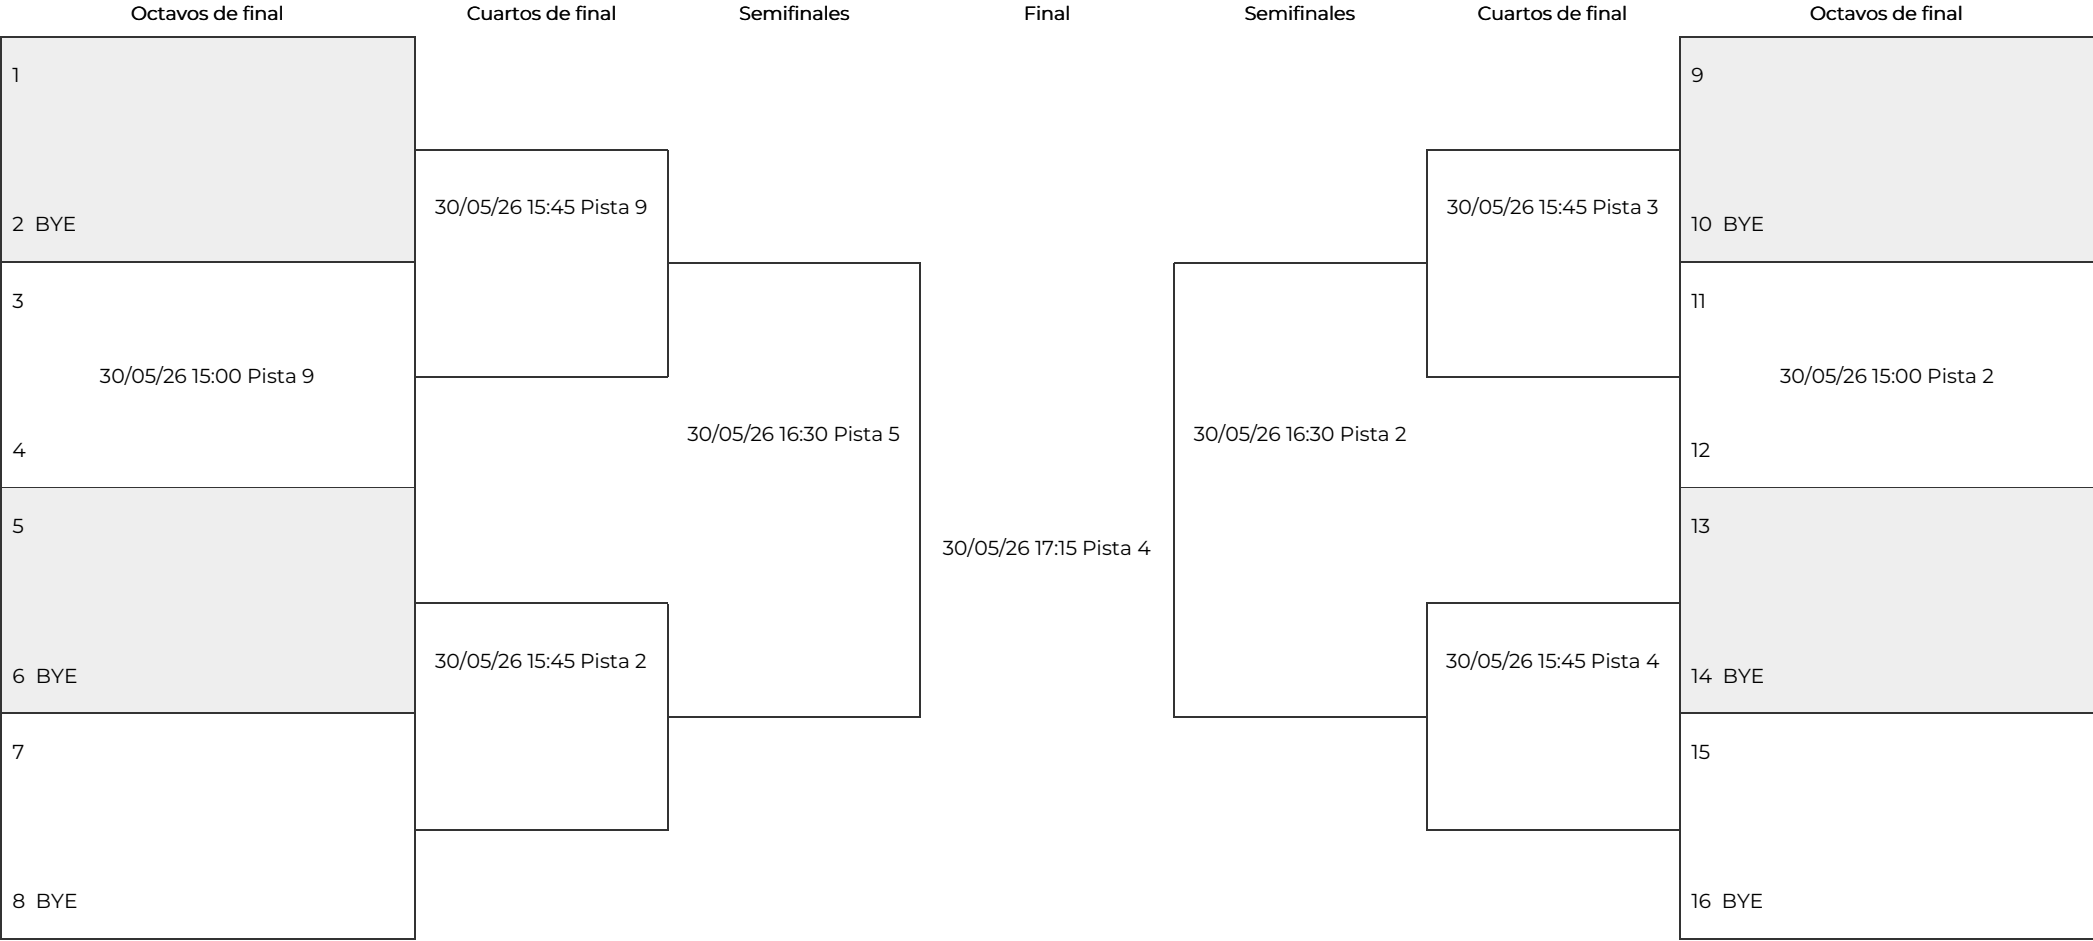 Octavos de final
Cuartos de final
Semifinales
Final
Semifinales
Cuartos de final
Octavos de final
1
2 BYE
3
30/05/26 15:00 Pista 9
4
5
6 BYE
7
8 BYE
30/05/26 15:45 Pista 9
30/05/26 15:45 Pista 2
30/05/26 16:30 Pista 5
30/05/26 17:15 Pista 4
30/05/26 16:30 Pista 2
30/05/26 15:45 Pista 3
30/05/26 15:45 Pista 4
9
10 BYE
11
30/05/26 15:00 Pista 2
12
13
14 BYE
15
16 BYE